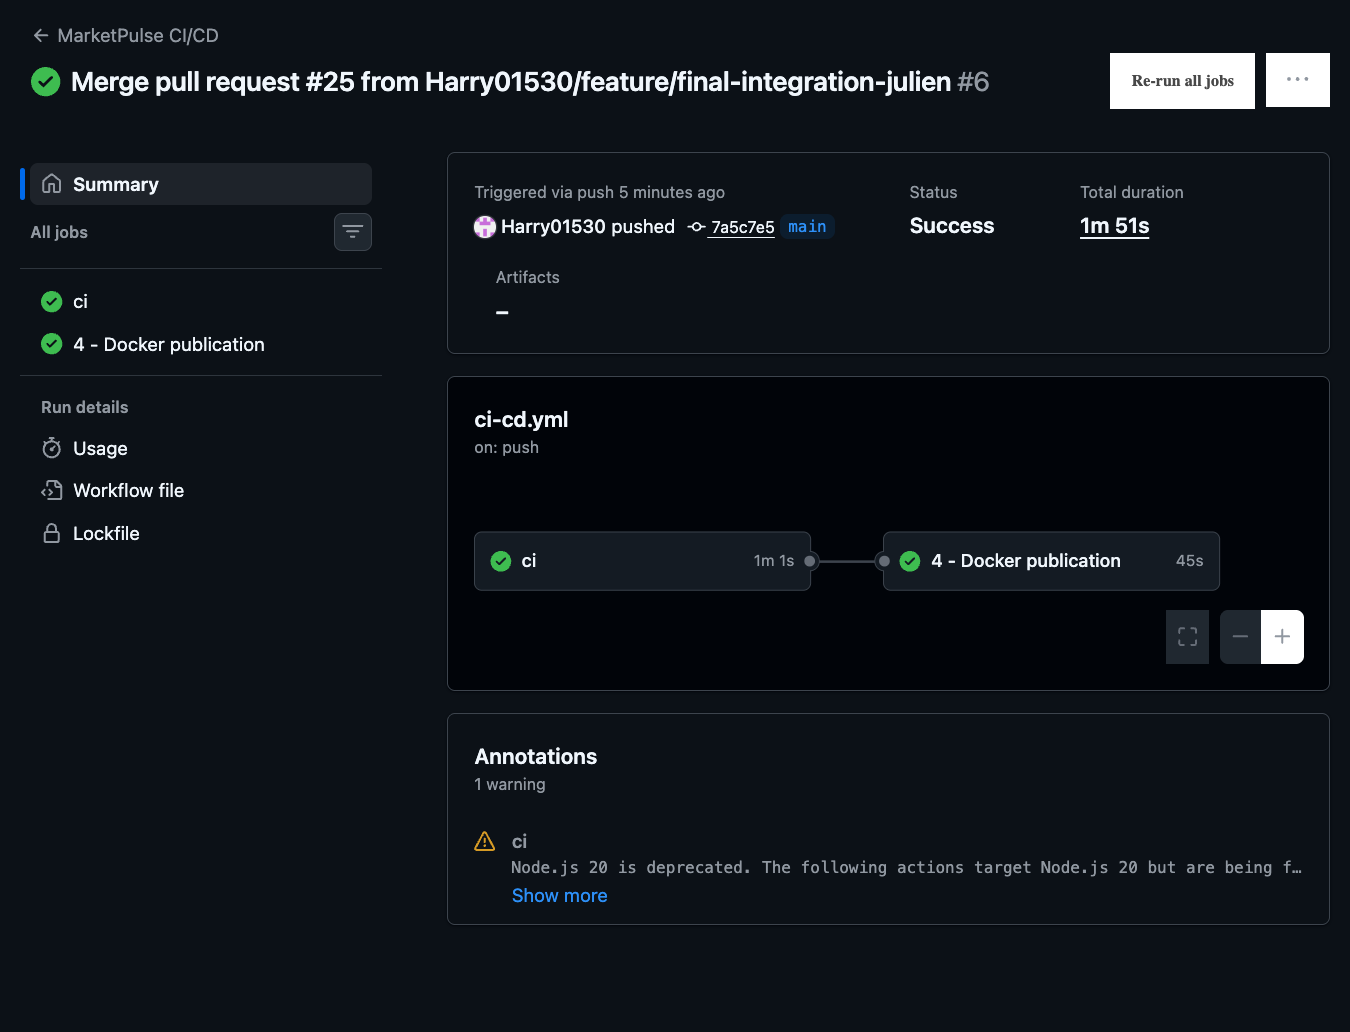 MarketPulse CI/CD
Merge pull request #25 from Harry01530/feature/final-integration-julien #6
Re-run all jobs
Summary
All jobs
ci
4 - Docker publication
Run details
Usage
Workflow file
Lockfile
Triggered via push 5 minutes ago
Harry01530 pushed 7a5c7e5 main
Status
Success
Total duration
1m 51s
Artifacts
–
ci-cd.yml
on: push
ci 1m 1s
4 - Docker publication 45s
Annotations
1 warning
ci
Node.js 20 is deprecated. The following actions target Node.js 20 but are being f…
Show more